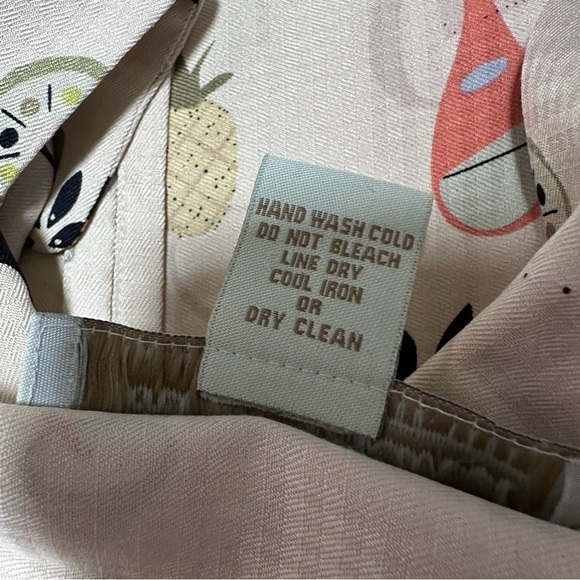 HAND WASH COLD
DO NOT BLEACH
LINE DRY
COOL IRON
OR
DRY CLEAN